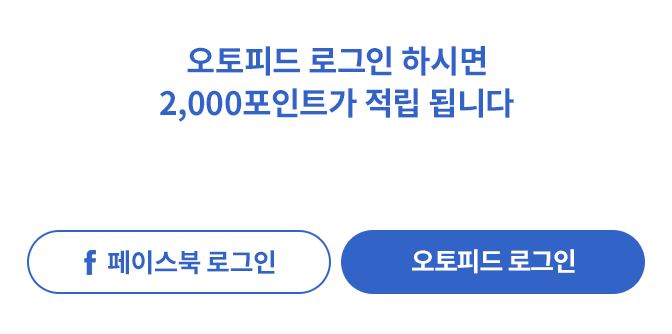 오토피드 로그인 하시면
2,000포인트가 적립 됩니다
f 페이스북 로그인
오토피드 로그인